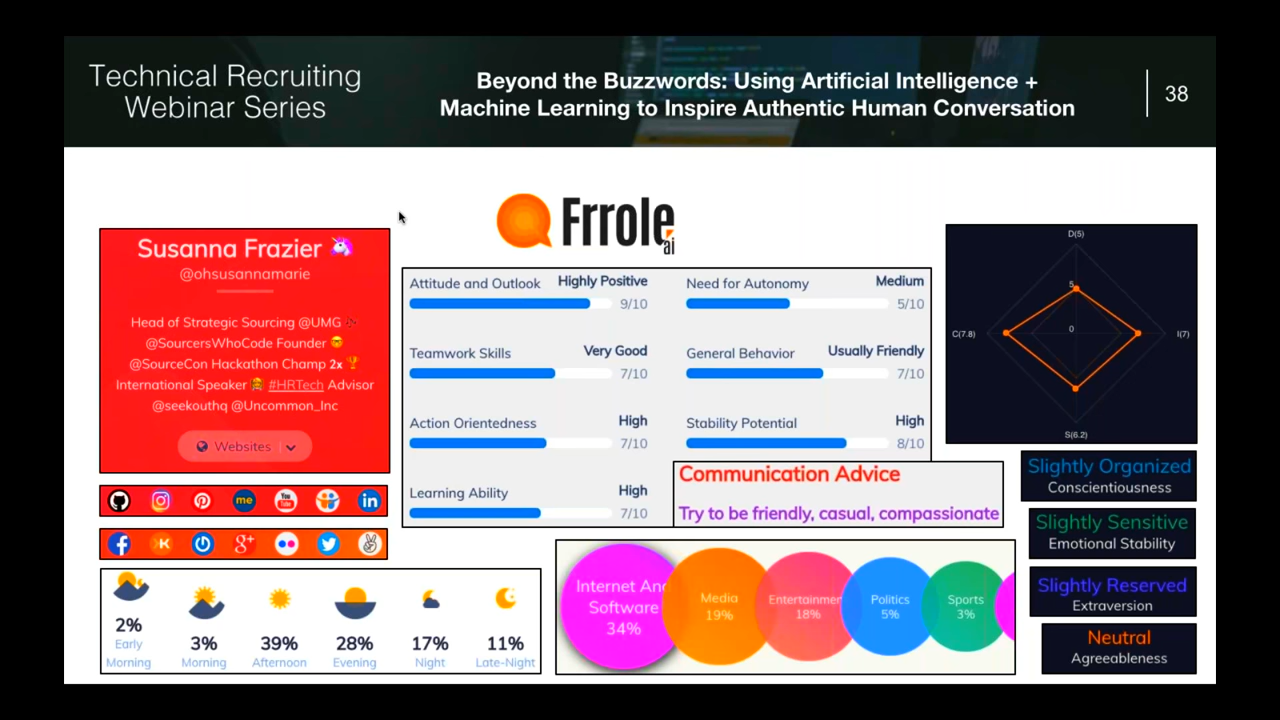 Technical Recruiting
Webinar Series
Beyond the Buzzwords: Using Artificial Intelligence +
Machine Learning to Inspire Authentic Human Conversation
38
Frrole
ai
Susanna Frazier
@ohsusannamarie
Head of Strategic Sourcing @UMG
@SourcersWhoCode Founder
@SourceCon Hackathon Champ 2x
International Speaker #HRTech Advisor
@seekouthq @Uncommon_Inc
Websites
me
You
Tube
in
g+
Attitude and Outlook Highly Positive
9/10
Need for Autonomy Medium
5/10
Teamwork Skills Very Good
7/10
General Behavior Usually Friendly
7/10
Action Orientedness High
7/10
Stability Potential High
8/10
Learning Ability High
7/10
Communication Advice
Try to be friendly, casual, compassionate
D(5)
5
C(7.8)
0
I(7)
S(6.2)
Slightly Organized
Conscientiousness
Slightly Sensitive
Emotional Stability
Slightly Reserved
Extraversion
Neutral
Agreeableness
2%
Early
Morning
3%
Morning
39%
Afternoon
28%
Evening
17%
Night
11%
Late-Night
Internet And
Software
34%
Media
19%
Entertainmen
18%
Politics
5%
Sports
3%